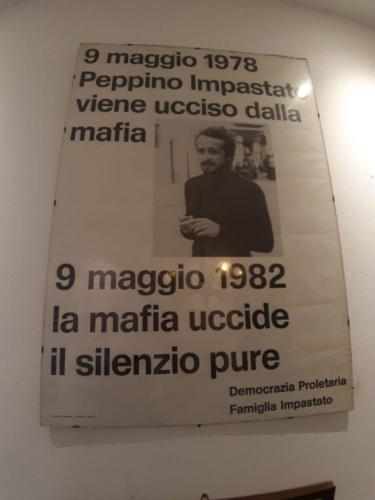 9 maggio 1978
Peppino Impastato
viene ucciso dalla
mafia
9 maggio 1982
la mafia uccide
il silenzio pure
Democrazia Proletaria
Famiglia Impastato